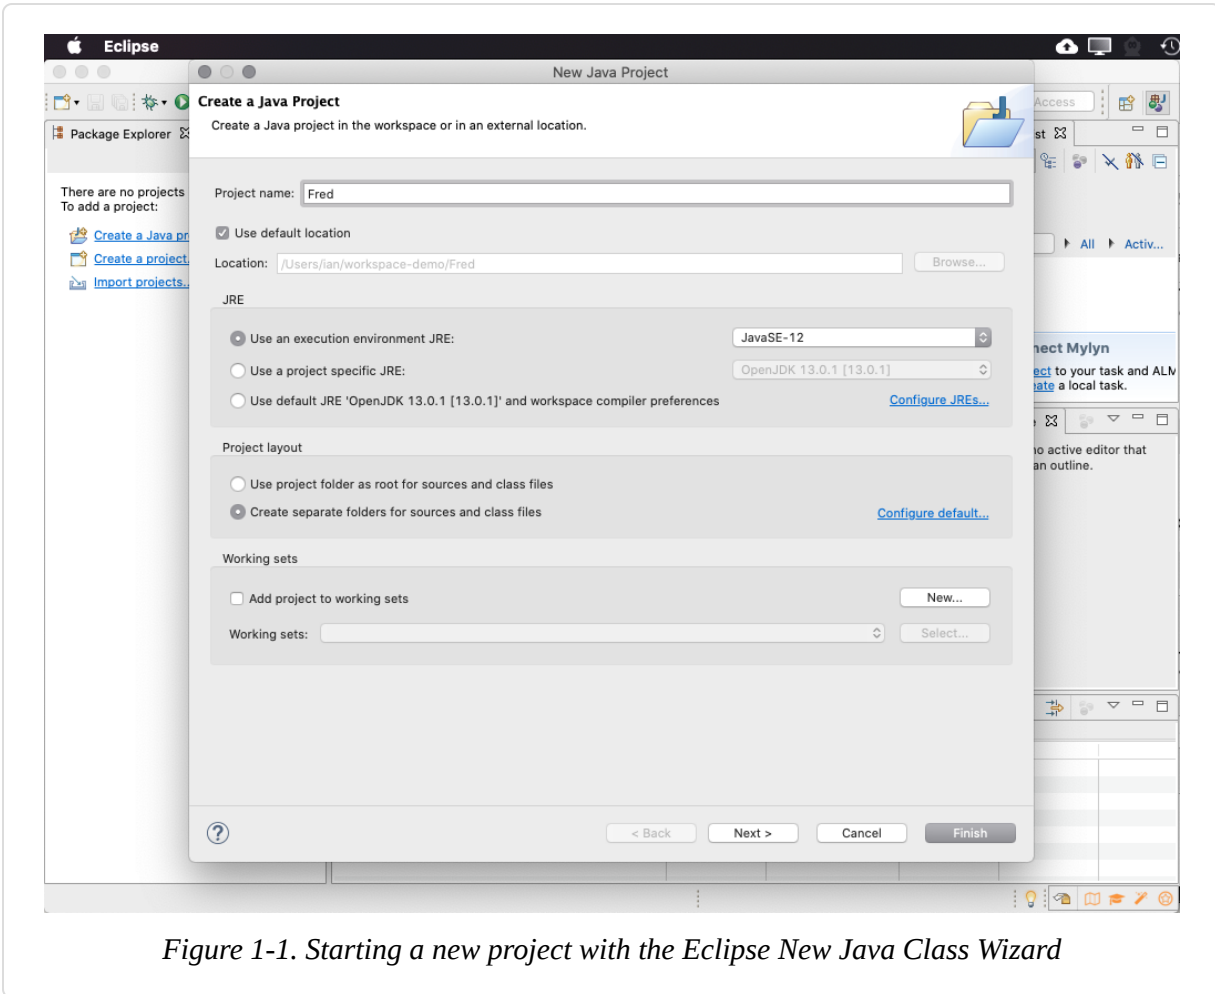 Eclipse
New Java Project
Create a Java Project
Create a Java project in the workspace or in an external location.
Access
Package Explorer
st
There are no projects
To add a project:
Create a Java pr
Create a project.
Import projects..
Project name: Fred
Use default location
Location: /Users/ian/workspace-demo/Fred Browse...
All Activ...
JRE
Use an execution environment JRE: JavaSE-12
Use a project specific JRE: OpenJDK 13.0.1 [13.0.1]
Use default JRE 'OpenJDK 13.0.1 [13.0.1]' and workspace compiler preferences Configure JREs...
nect Mylyn
ect to your task and ALM
ate a local task.
Project layout
Use project folder as root for sources and class files
Create separate folders for sources and class files Configure default...
no active editor that
an outline.
Working sets
Add project to working sets New...
Working sets: Select...
? < Back Next > Cancel Finish
Figure 1-1. Starting a new project with the Eclipse New Java Class Wizard